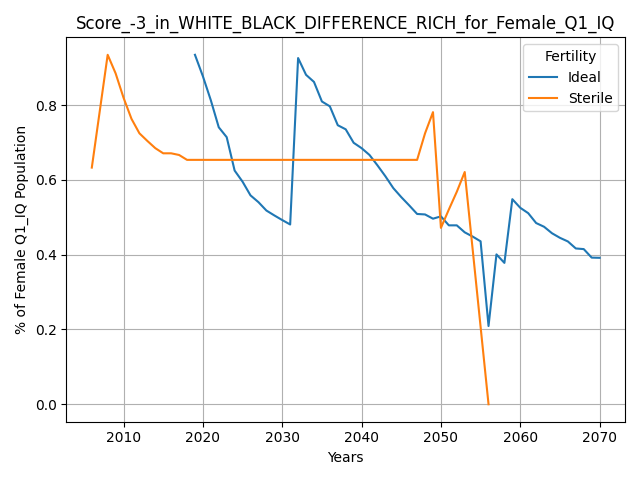 Score_-3_in_WHITE_BLACK_DIFFERENCE_RICH_for_Female_Q1_IQ
Fertility
Ideal
Sterile
% of Female Q1_IQ Population
0.8
0.6
0.4
0.2
0.0
2010 2020 2030 2040 2050 2060 2070
Years